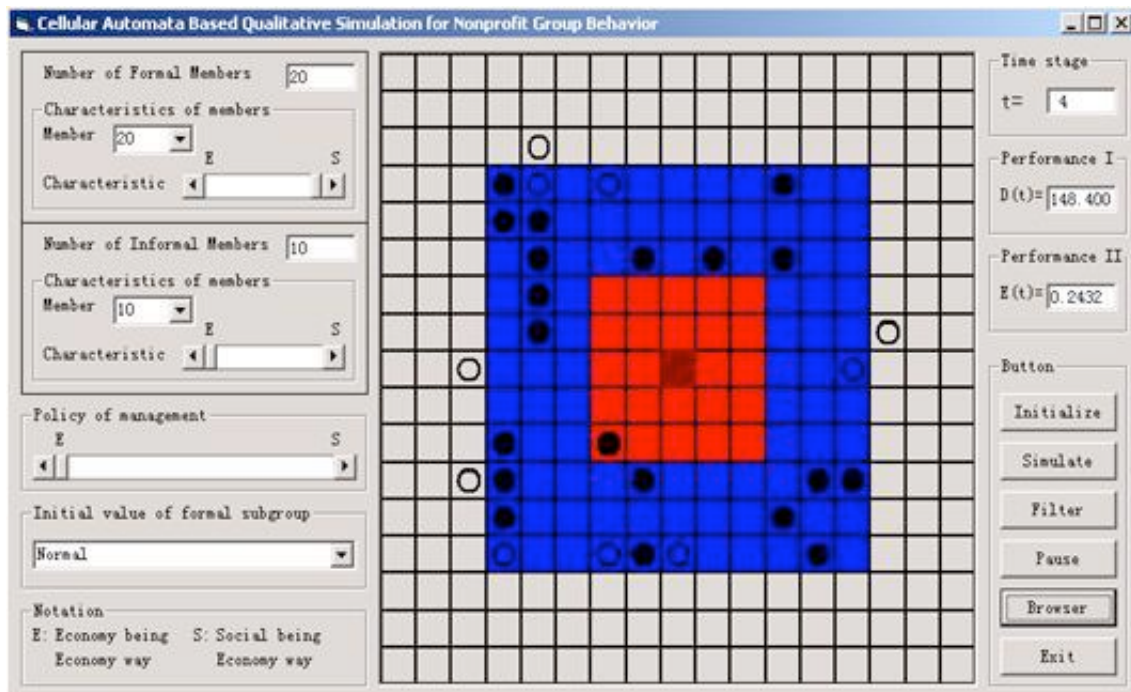 Cellular Automata Based Qualitative Simulation for Nonprofit Group Behavior
Number of Formal Members 20
Characteristics of members
Member 20
E S
Characteristic
Number of Informal Members 10
Characteristics of members
Member 10
E S
Characteristic
Policy of management
E S
Initial value of formal subgroup
Normal
Notation
E: Economy being S: Social being
Economy way Economy way
Time stage
t= 4
Performance I
D(t)= 148.400
Performance II
E(t)= 0.2432
Button
Initialize
Simulate
Filter
Pause
Browser
Exit